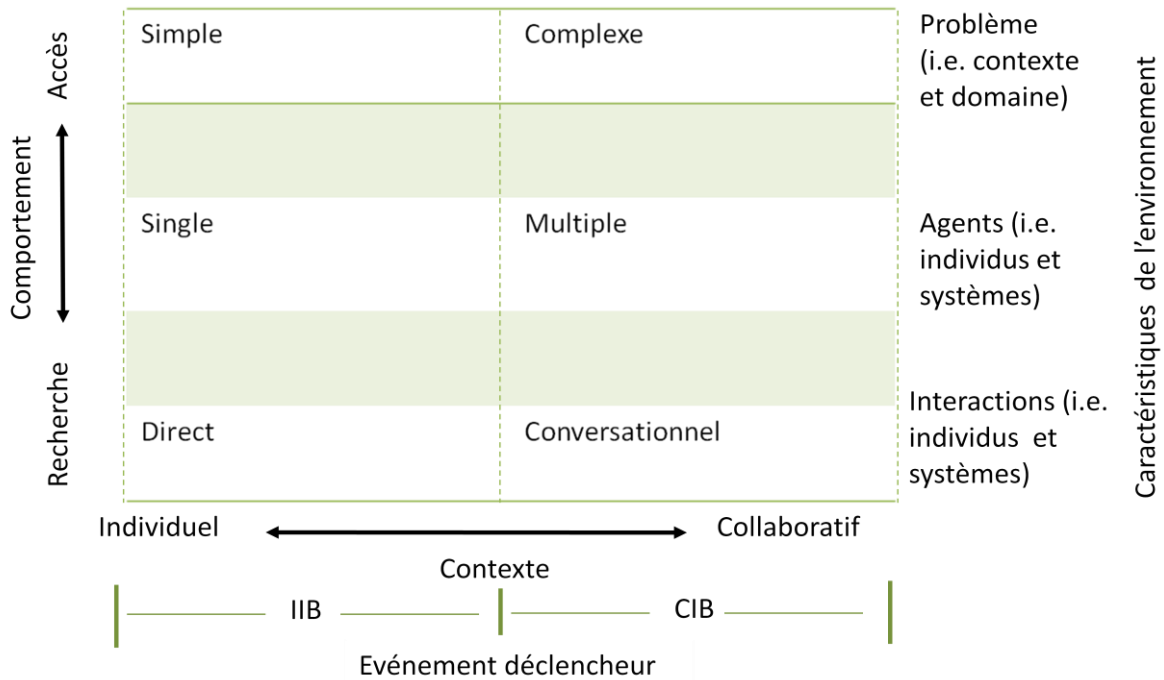 Accès
Comportement
Recherche
Simple
Complexe
Problème
(i.e. contexte
et domaine)
Single
Multiple
Agents (i.e.
individus et
systèmes)
Direct
Conversationnel
Interactions (i.e.
individus et
systèmes)
Caractéristiques de l'environnement
Individuel
Collaboratif
Contexte
IIB
CIB
Evénement déclencheur